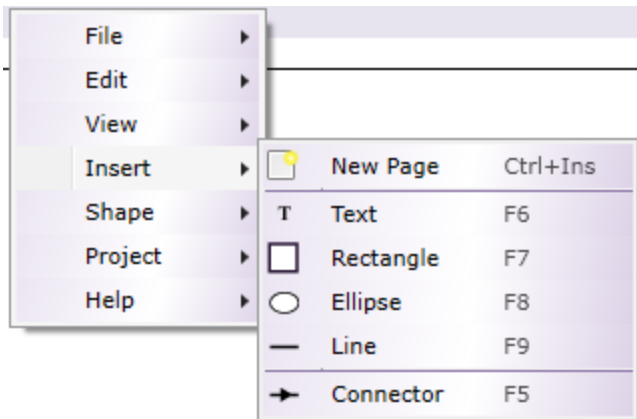 File
Edit
View
Insert
Shape
Project
Help
New Page Ctrl+Ins
T Text F6
Rectangle F7
Ellipse F8
Line F9
Connector F5